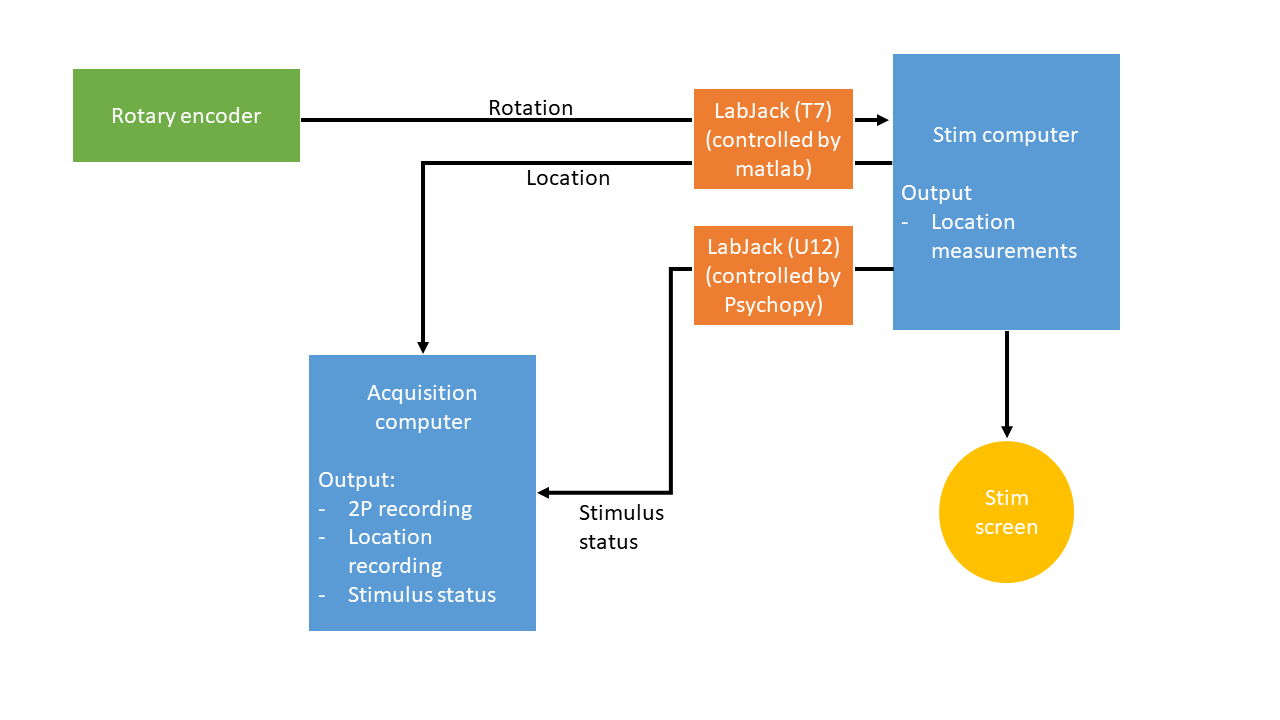 Rotary encoder
Rotation
LabJack (T7)
(controlled by
matlab)
Location
Stim computer
Output
- Location
measurements
LabJack (U12)
(controlled by
Psychopy)
Acquisition
computer
Output:
- 2P recording
- Location
recording
- Stimulus status
Stimulus
status
Stim
screen